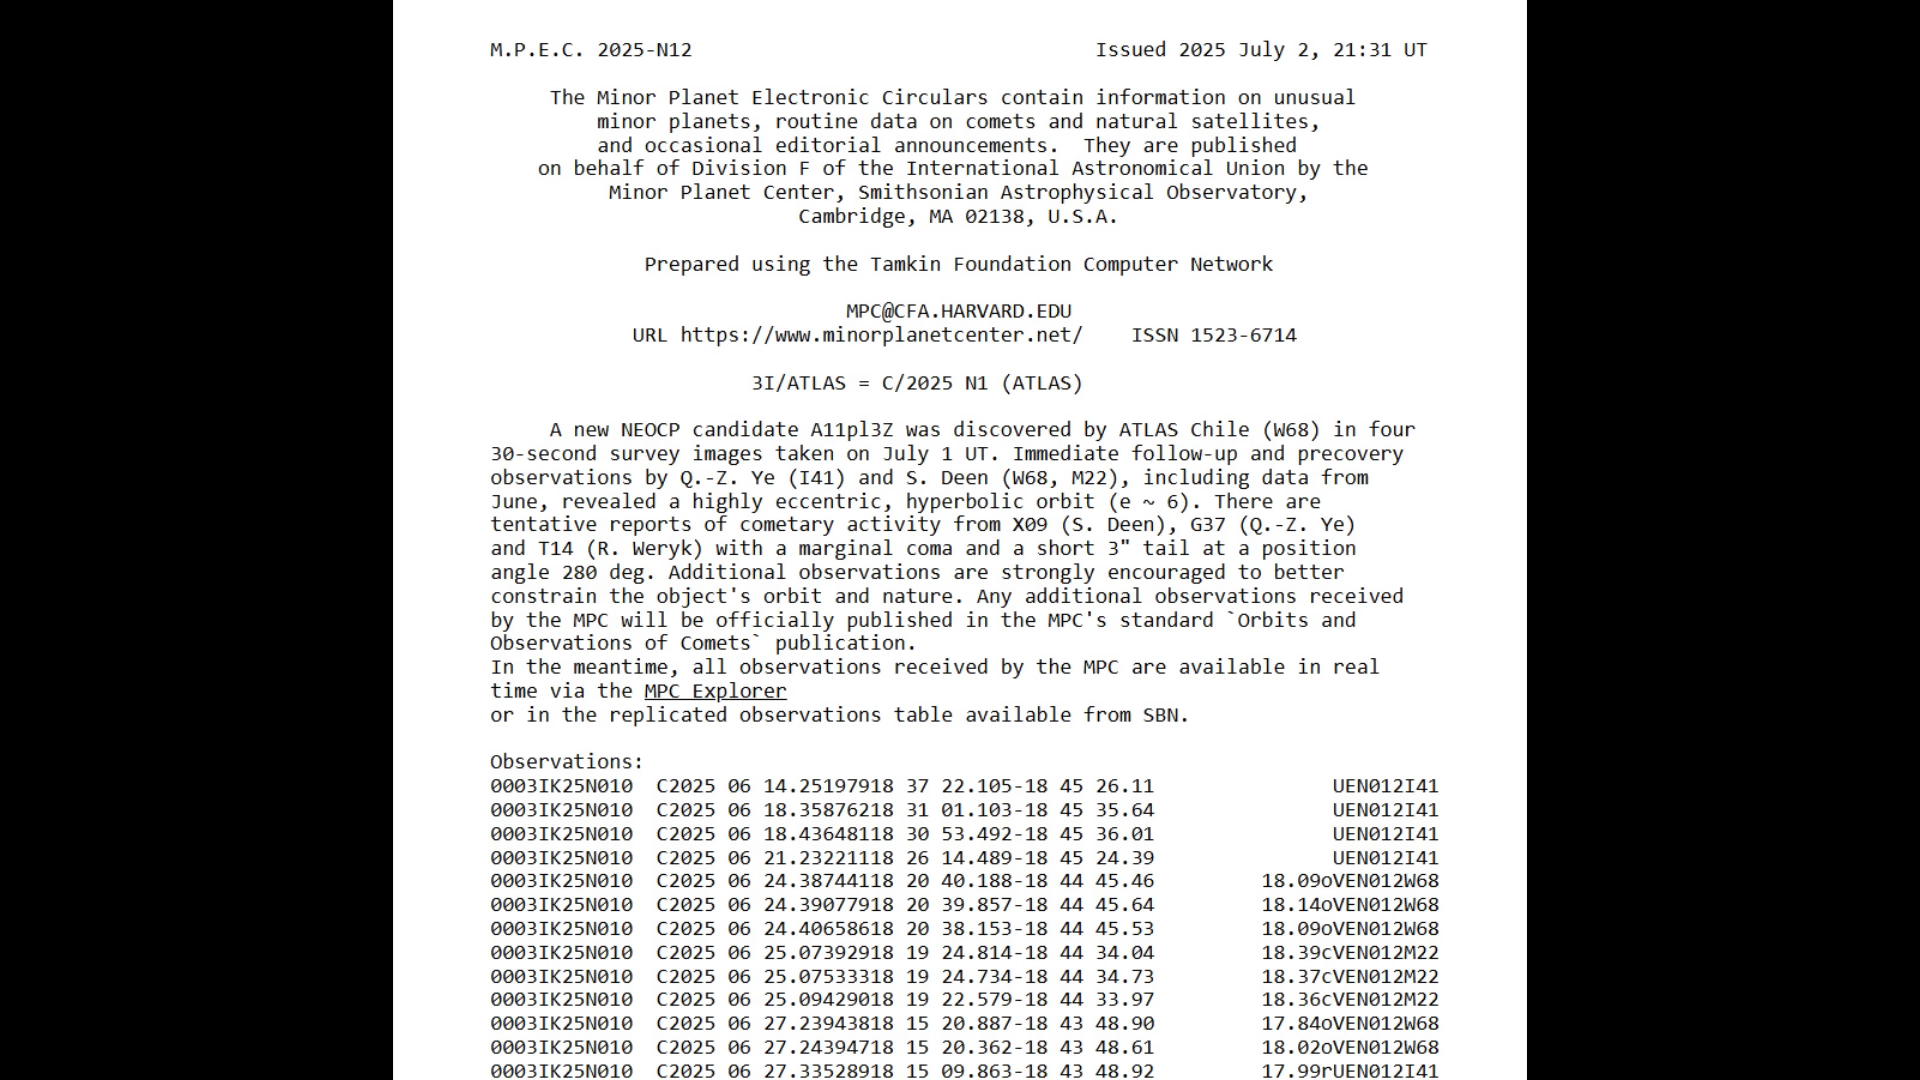 M.P.E.C. 2025-N12 Issued 2025 July 2, 21:31 UT
The Minor Planet Electronic Circulars contain information on unusual
minor planets, routine data on comets and natural satellites,
and occasional editorial announcements. They are published
on behalf of Division F of the International Astronomical Union by the
Minor Planet Center, Smithsonian Astrophysical Observatory,
Cambridge, MA 02138, U.S.A.
Prepared using the Tamkin Foundation Computer Network
MPC@CFA.HARVARD.EDU
URL https://www.minorplanetcenter.net/ ISSN 1523-6714
3I/ATLAS = C/2025 N1 (ATLAS)
A new NEOCP candidate A11pl3Z was discovered by ATLAS Chile (W68) in four
30-second survey images taken on July 1 UT. Immediate follow-up and precovery
observations by Q.-Z. Ye (I41) and S. Deen (W68, M22), including data from
June, revealed a highly eccentric, hyperbolic orbit (e ~ 6). There are
tentative reports of cometary activity from X09 (S. Deen), G37 (Q.-Z. Ye)
and T14 (R. Weryk) with a marginal coma and a short 3" tail at a position
angle 280 deg. Additional observations are strongly encouraged to better
constrain the object's orbit and nature. Any additional observations received
by the MPC will be officially published in the MPC's standard `Orbits and
Observations of Comets` publication.
In the meantime, all observations received by the MPC are available in real
time via the MPC Explorer
or in the replicated observations table available from SBN.
Observations:
0003IK25N010 C2025 06 14.25197918 37 22.105-18 45 26.11 UEN012I41
0003IK25N010 C2025 06 18.35876218 31 01.103-18 45 35.64 UEN012I41
0003IK25N010 C2025 06 18.43648118 30 53.492-18 45 36.01 UEN012I41
0003IK25N010 C2025 06 21.23221118 26 14.489-18 45 24.39 UEN012I41
0003IK25N010 C2025 06 24.38744118 20 40.188-18 44 45.46 18.09oVEN012W68
0003IK25N010 C2025 06 24.39077918 20 39.857-18 44 45.64 18.14oVEN012W68
0003IK25N010 C2025 06 24.40658618 20 38.153-18 44 45.53 18.09oVEN012W68
0003IK25N010 C2025 06 25.07392918 19 24.814-18 44 34.04 18.39cVEN012M22
0003IK25N010 C2025 06 25.07533318 19 24.734-18 44 34.73 18.37cVEN012M22
0003IK25N010 C2025 06 25.09429018 19 22.579-18 44 33.97 18.36cVEN012M22
0003IK25N010 C2025 06 27.23943818 15 20.887-18 43 48.90 17.84oVEN012W68
0003IK25N010 C2025 06 27.24394718 15 20.362-18 43 48.61 18.02oVEN012W68
0003IK25N010 C2025 06 27.33528918 15 09.863-18 43 48.92 17.99rUEN012I41